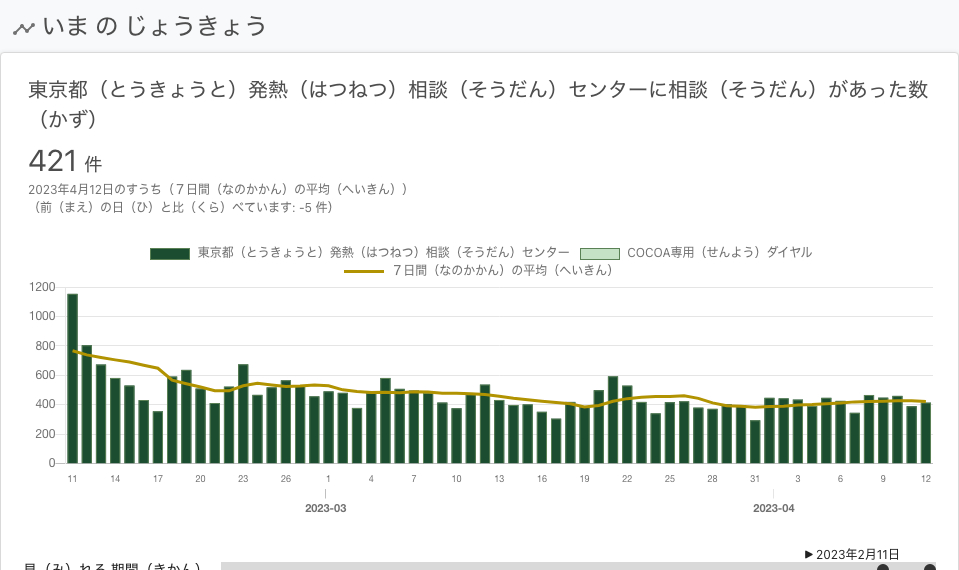 いま の じょうきょう
東京都（とうきょうと）発熱（はつねつ）相談（そうだん）センターに相談（そうだん）があった数
（かず）
421 件
2023年4月12日のすうち（７日間（なのかかん）の平均（へいきん））
（前（まえ）の日（ひ）と比（くら）べています: -5 件）
東京都（とうきょうと）発熱（はつねつ）相談（そうだん）センター COCOA専用（せんよう）ダイヤル
７日間（なのかかん）の平均（へいきん）
1200
1000
800
600
400
200
0
11 14 17 20 23 26 1 4 7 10 13 16 19 22 25 28 31 3 6 9 12
2023-03 2023-04
▶ 2023年2月11日
見（み）れる 期間（きかん）